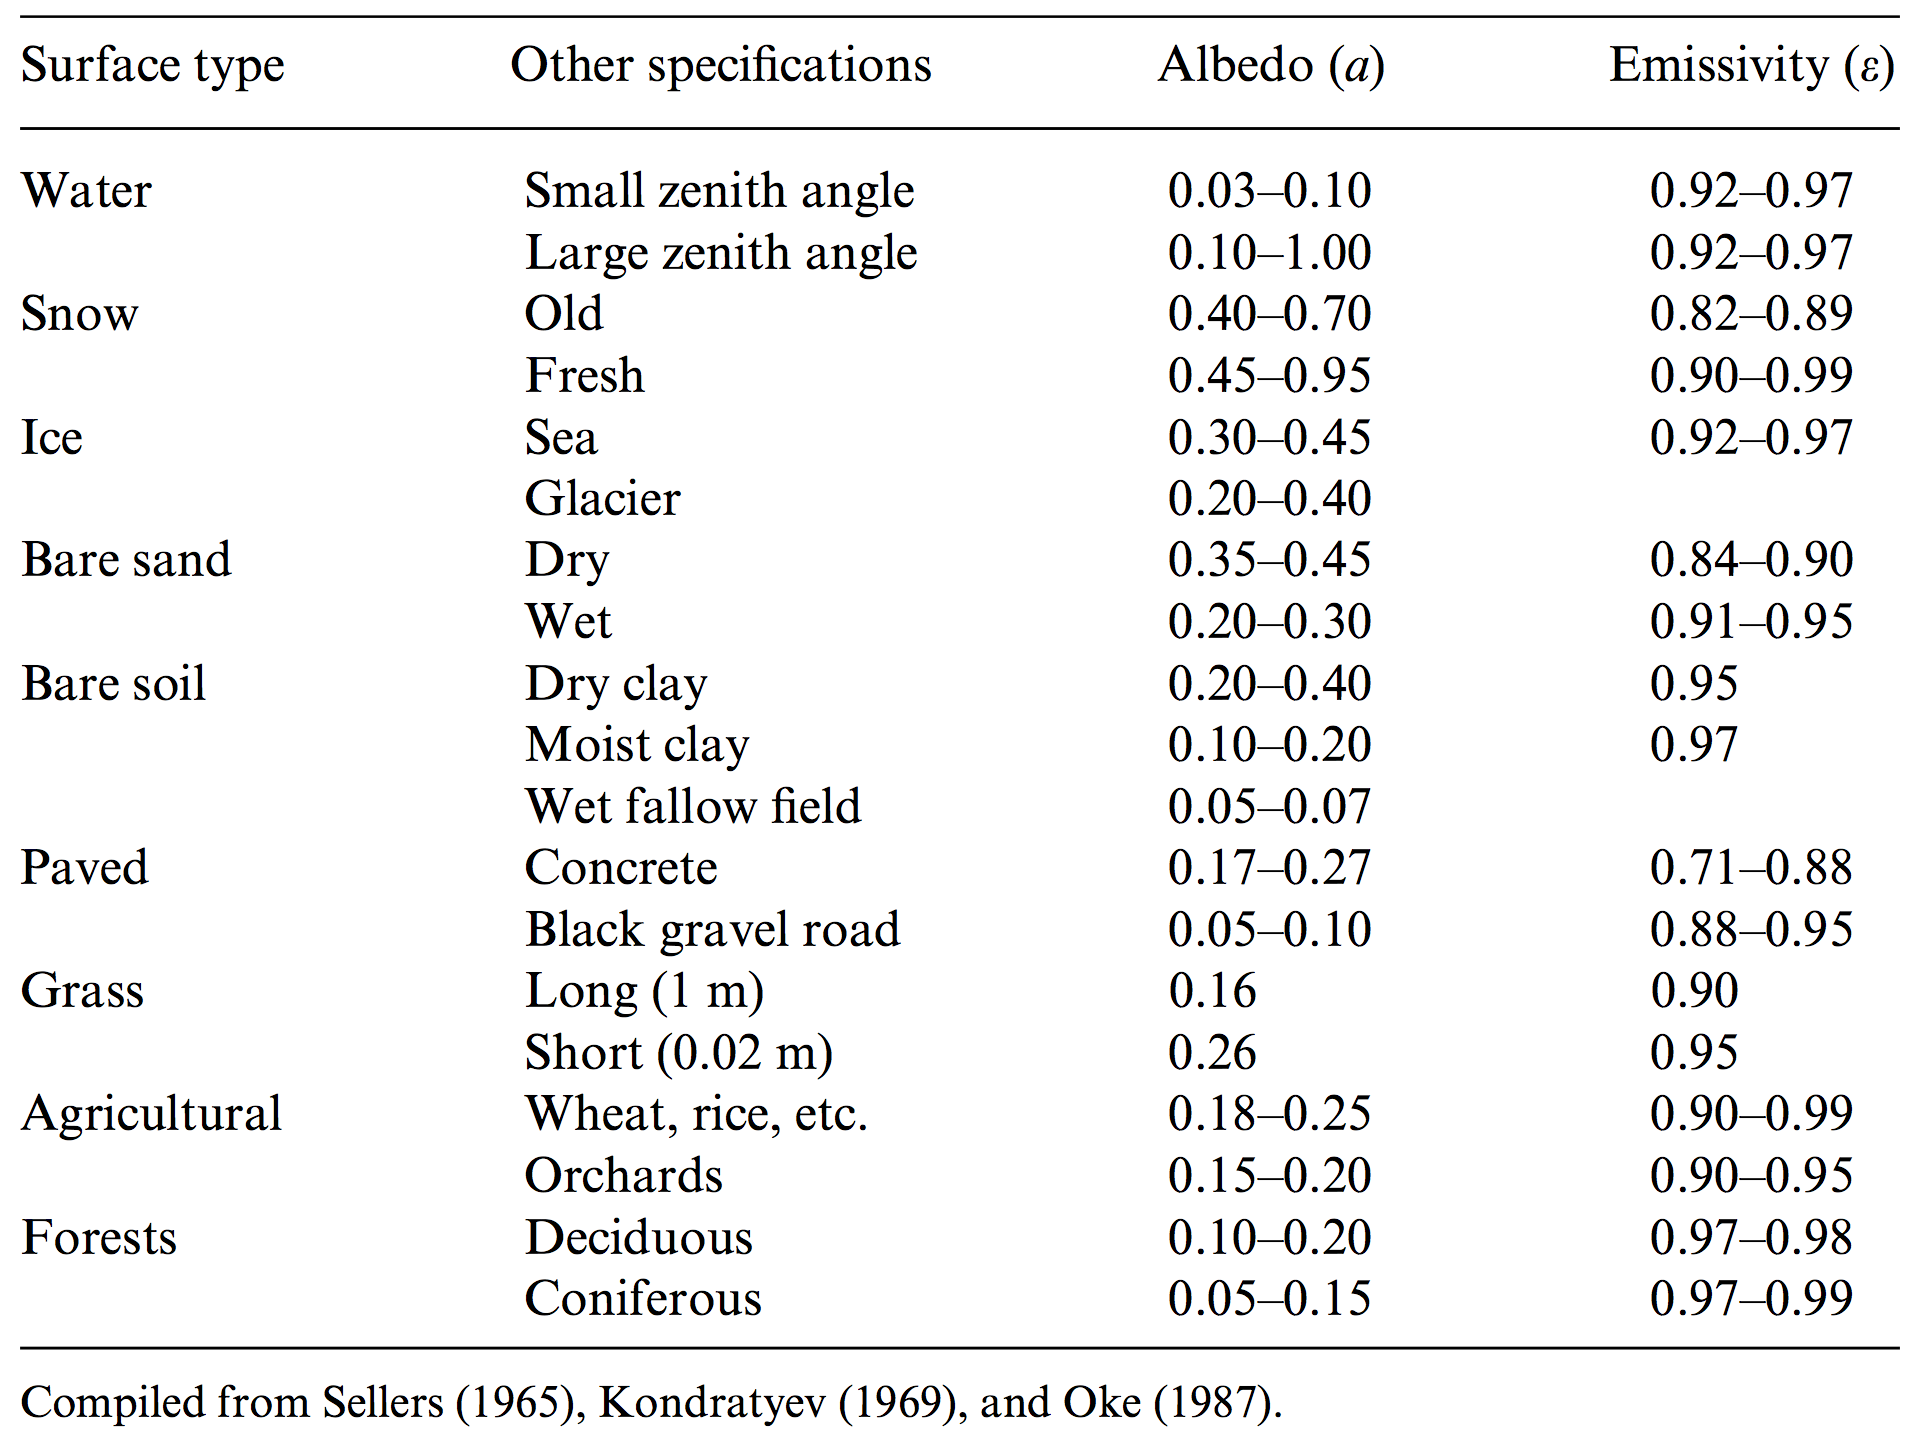 Surface type Other specifications Albedo (a) Emissivity (ε)
Water Small zenith angle 0.03–0.10 0.92–0.97
Large zenith angle 0.10–1.00 0.92–0.97
Snow Old 0.40–0.70 0.82–0.89
Fresh 0.45–0.95 0.90–0.99
Ice Sea 0.30–0.45 0.92–0.97
Glacier 0.20–0.40
Bare sand Dry 0.35–0.45 0.84–0.90
Wet 0.20–0.30 0.91–0.95
Bare soil Dry clay 0.20–0.40 0.95
Moist clay 0.10–0.20 0.97
Wet fallow field 0.05–0.07
Paved Concrete 0.17–0.27 0.71–0.88
Black gravel road 0.05–0.10 0.88–0.95
Grass Long (1 m) 0.16 0.90
Short (0.02 m) 0.26 0.95
Agricultural Wheat, rice, etc. 0.18–0.25 0.90–0.99
Orchards 0.15–0.20 0.90–0.95
Forests Deciduous 0.10–0.20 0.97–0.98
Coniferous 0.05–0.15 0.97–0.99
Compiled from Sellers (1965), Kondratyev (1969), and Oke (1987).